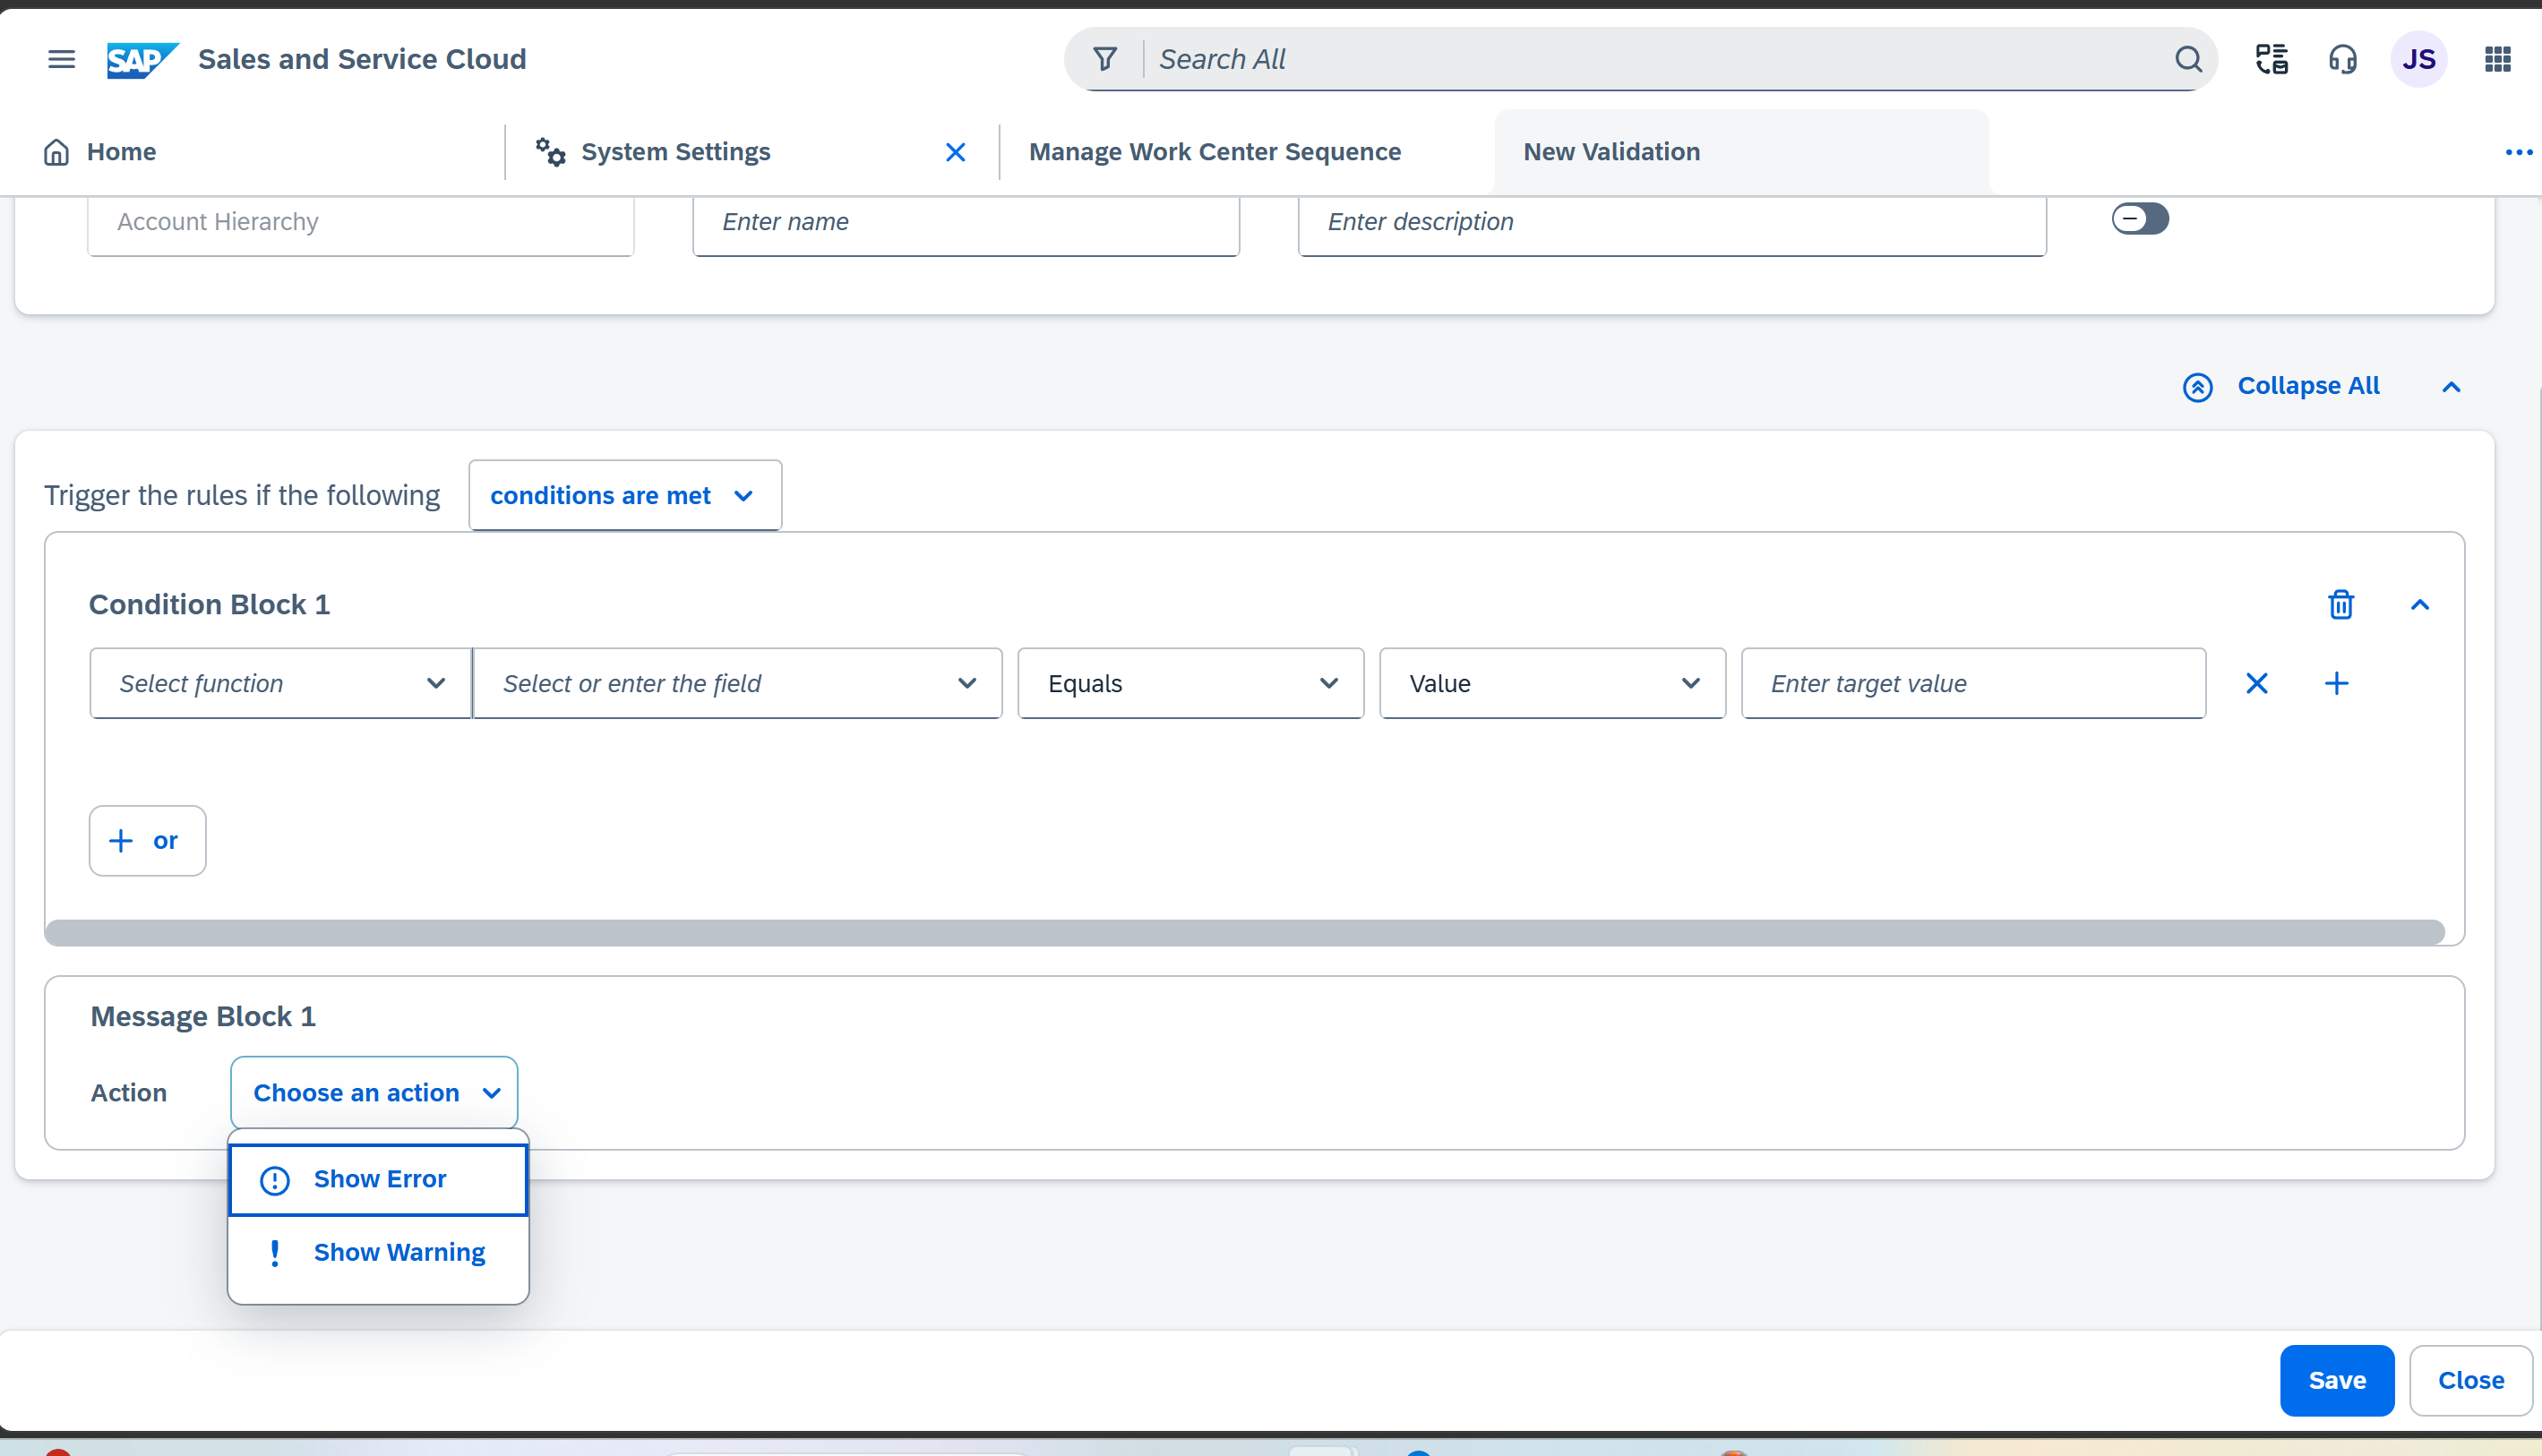 SAP Sales and Service Cloud Search All JS
Home System Settings Manage Work Center Sequence New Validation
Account Hierarchy Enter name Enter description
Collapse All
Trigger the rules if the following conditions are met
Condition Block 1
Select function Select or enter the field Equals Value Enter target value
or
Message Block 1
Action Choose an action
Show Error
Show Warning
Save Close